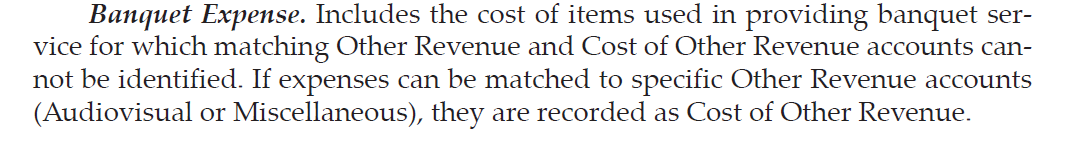 Banquet Expense. Includes the cost of items used in providing banquet ser-
vice for which matching Other Revenue and Cost of Other Revenue accounts can-
not be identified. If expenses can be matched to specific Other Revenue accounts
(Audiovisual or Miscellaneous), they are recorded as Cost of Other Revenue.